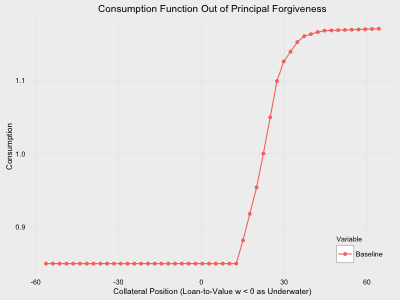 Consumption Function Out of Principal Forgiveness
Consumption
1.1
1.0
0.9
-60
-30
0
30
60
Collateral Position (Loan-to-Value w < 0 as Underwater)
Variable
Baseline